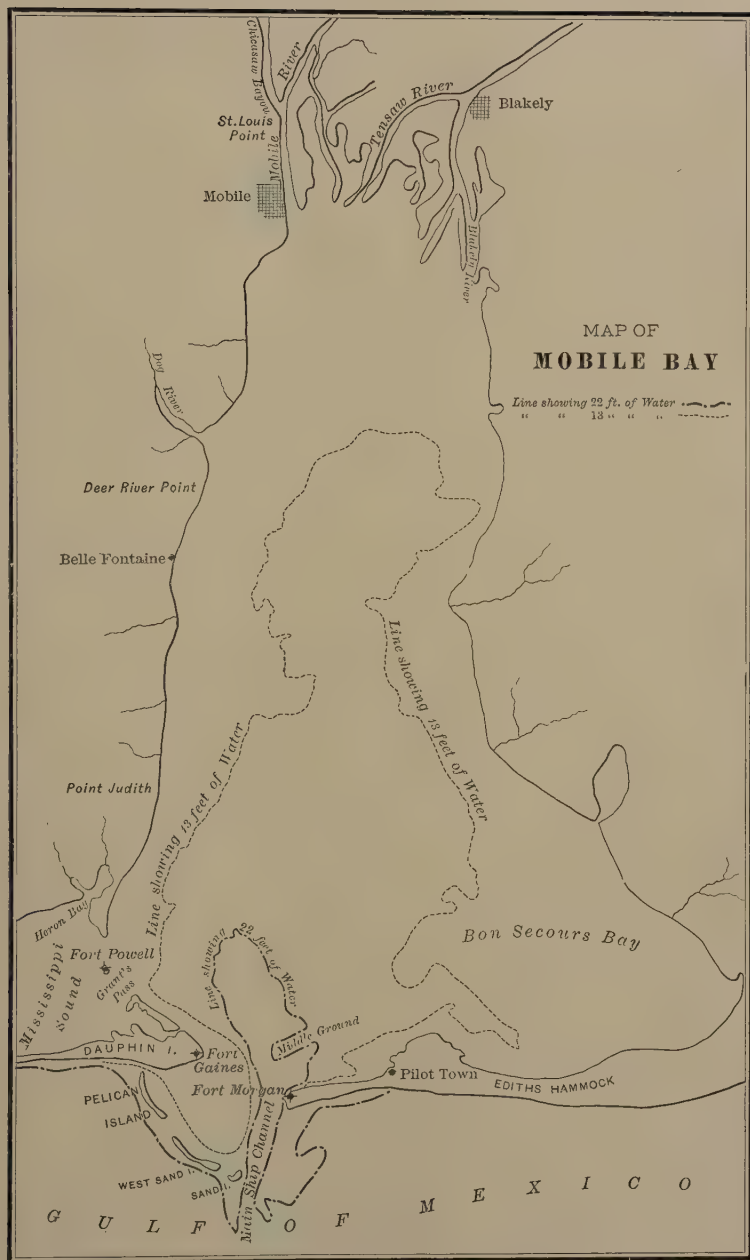 Chicasaw Bayou
River
Mobile
St. Louis
Point
Mobile
Tensaw River
Blakely
Blakely River
MAP OF
MOBILE BAY
Line showing 22 ft. of Water
" " 13 " " "
Dog River
Deer River Point
Belle Fontaine
Line showing 13 feet of Water
Line showing 13 feet of Water
Point Judith
Heron Bay
Mississippi
Sound
Fort Powell
Grant's
Pass
Line showing 22 feet of Water
Bon Secours Bay
Middle Ground
DAUPHIN I.
Fort
Gaines
Fort Morgan
Pilot Town
EDITHS HAMMOCK
PELICAN
ISLAND
WEST SAND I.
SAND I.
Main Ship Channel
GULF OF MEXICO